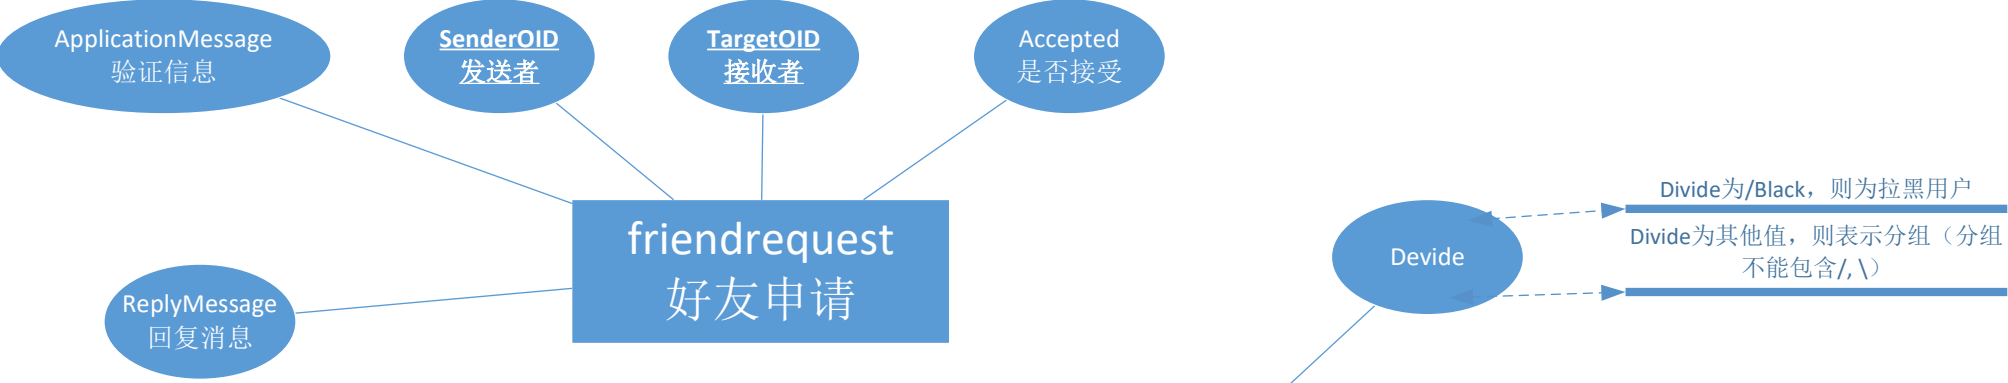 ApplicationMessage
验证信息
SenderOID
发送者
TargetOID
接收者
Accepted
是否接受
friendrequest
好友申请
ReplyMessage
回复消息
Devide
Divide为/Black，则为拉黑用户
Divide为其他值，则表示分组（分组
不能包含/,\）